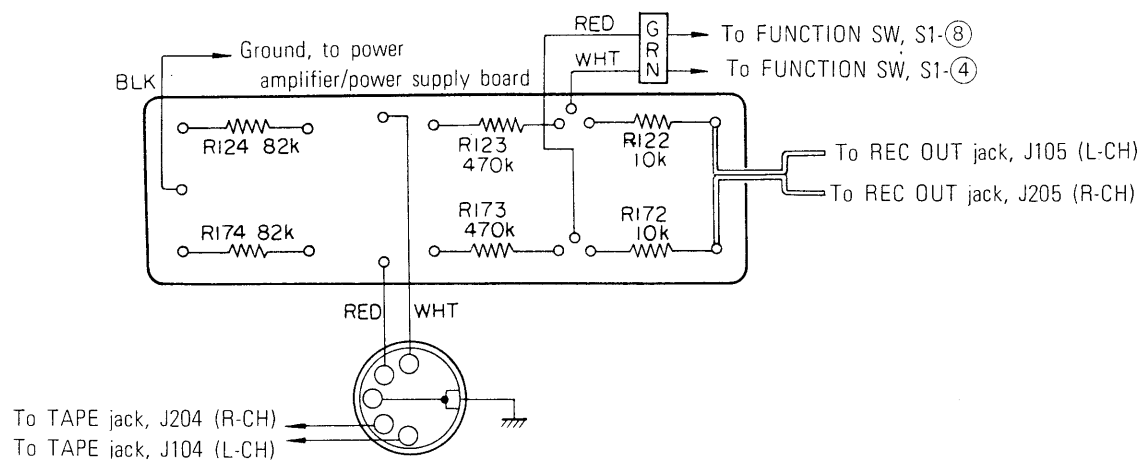 RED
G
R
N
To FUNCTION SW, S1-⑧
Ground, to power
amplifier/power supply board
WHT
To FUNCTION SW, S1-④
BLK
R124 82k
R123
470k
R122
10k
To REC OUT jack, J105 (L-CH)
To REC OUT jack, J205 (R-CH)
R174 82k
R173
470k
R172
10k
RED
WHT
To TAPE jack, J204 (R-CH)
To TAPE jack, J104 (L-CH)